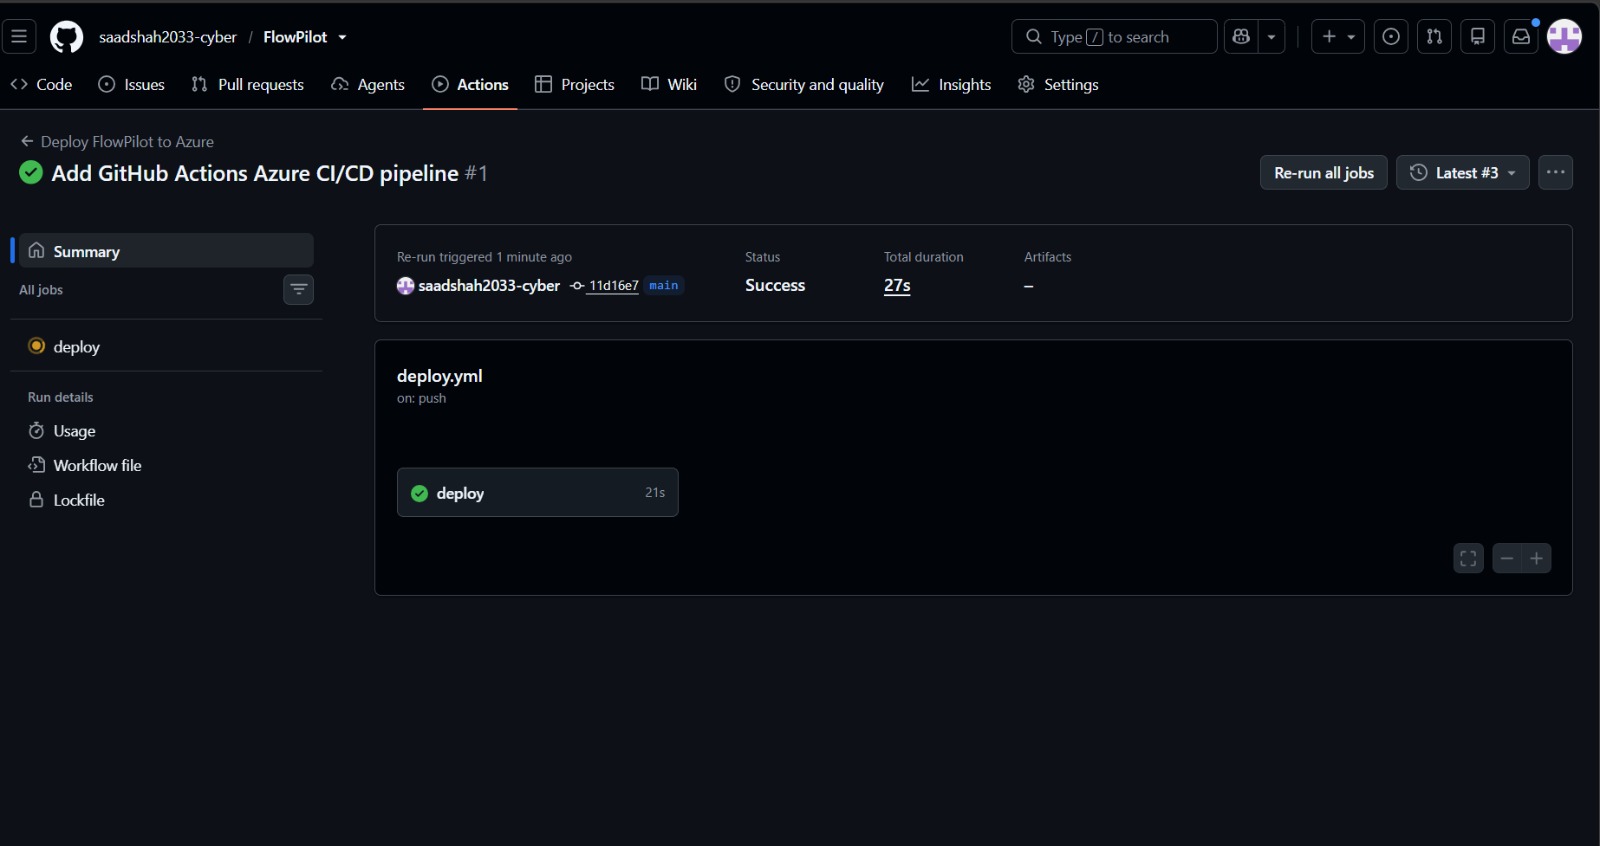 saadshah2033-cyber / FlowPilot
Type / to search
Code Issues Pull requests Agents Actions Projects Wiki Security and quality Insights Settings
← Deploy FlowPilot to Azure
Add GitHub Actions Azure CI/CD pipeline #1
Re-run all jobs
Latest #3
Summary
All jobs
deploy
Run details
Usage
Workflow file
Lockfile
Re-run triggered 1 minute ago
saadshah2033-cyber 11d16e7 main
Status
Success
Total duration
27s
Artifacts
–
deploy.yml
on: push
deploy 21s